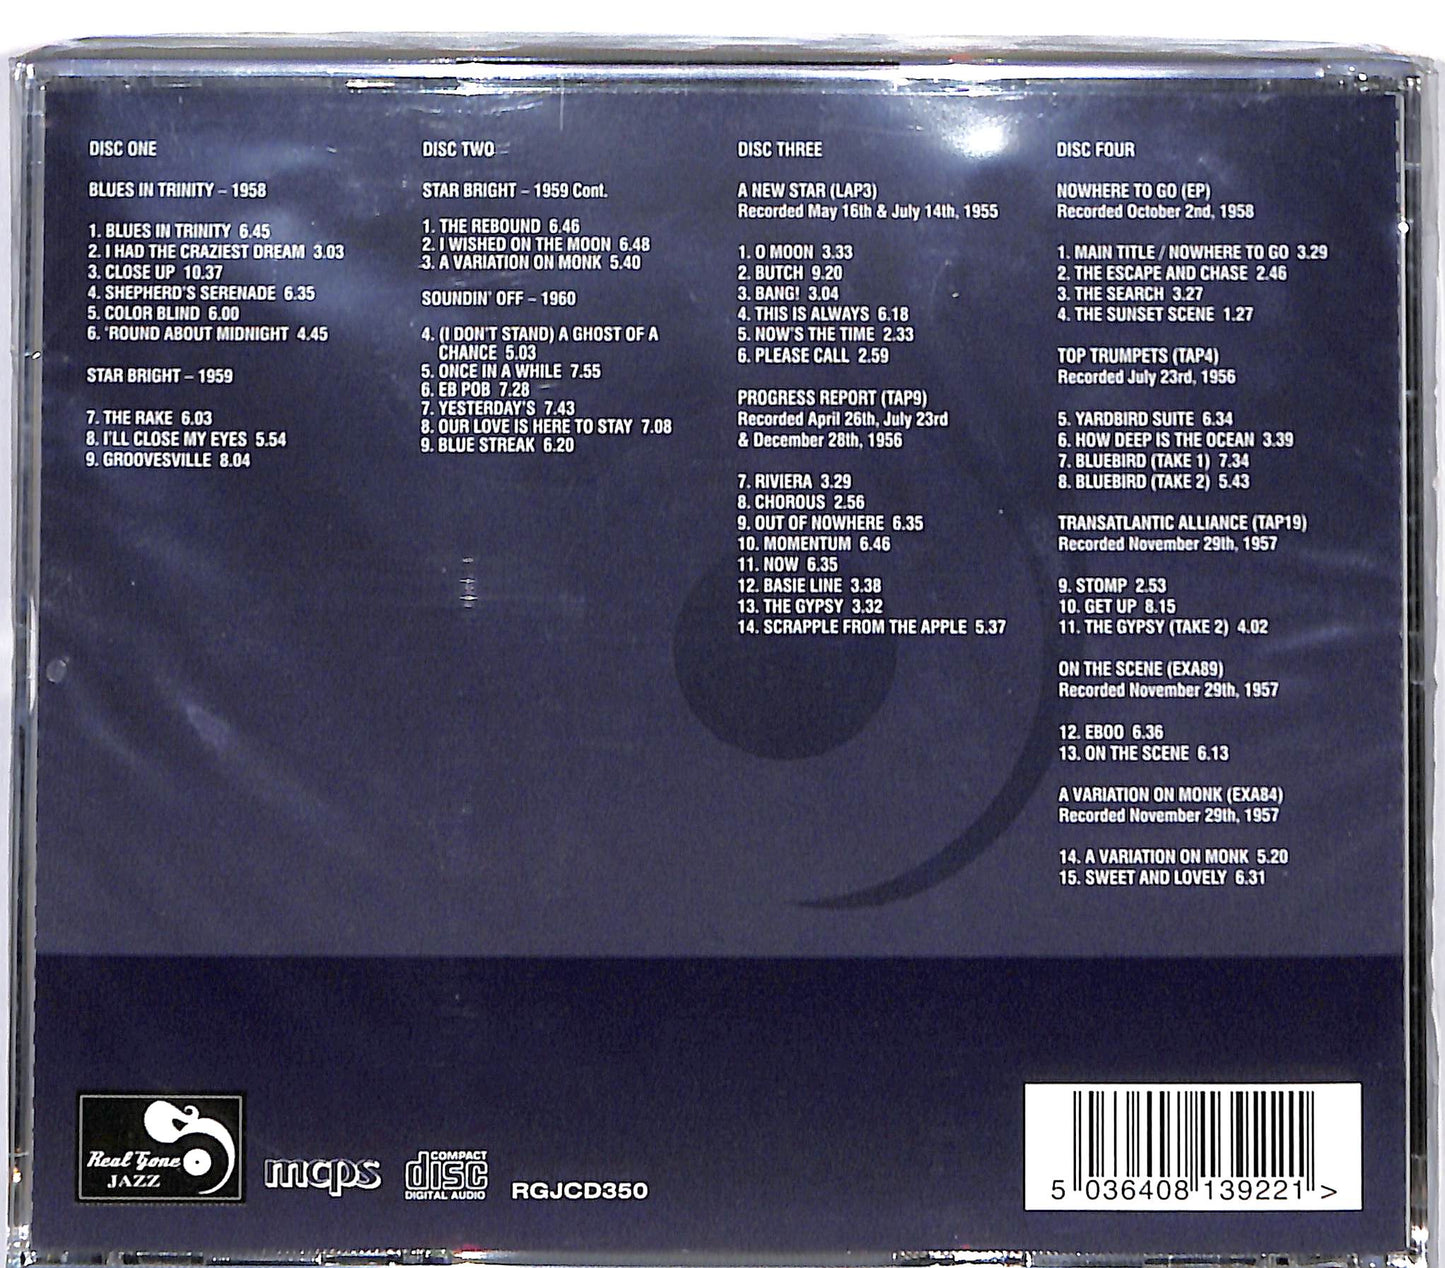 DISC ONE
BLUES IN TRINITY – 1958
1. BLUES IN TRINITY 6.45
2. I HAD THE CRAZIEST DREAM 3.03
3. CLOSE UP 10.37
4. SHEPHERD'S SERENADE 6.35
5. COLOR BLIND 6.00
6. 'ROUND ABOUT MIDNIGHT 4.45
STAR BRIGHT – 1959
7. THE RAKE 6.03
8. I'LL CLOSE MY EYES 5.54
9. GROOVESVILLE 8.04
DISC TWO
STAR BRIGHT – 1959 Cont.
1. THE REBOUND 6.46
2. I WISHED ON THE MOON 6.48
3. A VARIATION ON MONK 5.40
SOUNDIN' OFF – 1960
4. (I DON'T STAND) A GHOST OF A
CHANCE 5.03
5. ONCE IN A WHILE 7.55
6. EB POB 7.28
7. YESTERDAY'S 7.43
8. OUR LOVE IS HERE TO STAY 7.08
9. BLUE STREAK 6.20
DISC THREE
A NEW STAR (LAP3)
Recorded May 16th & July 14th, 1955
1. O MOON 3.33
2. BUTCH 9.20
3. BANG! 3.04
4. THIS IS ALWAYS 6.18
5. NOW'S THE TIME 2.33
6. PLEASE CALL 2.59
PROGRESS REPORT (TAP9)
Recorded April 26th, July 23rd
& December 28th, 1956
7. RIVIERA 3.29
8. CHOROUS 2.56
9. OUT OF NOWHERE 6.35
10. MOMENTUM 6.46
11. NOW 6.35
12. BASIE LINE 3.38
13. THE GYPSY 3.32
14. SCRAPPLE FROM THE APPLE 5.37
DISC FOUR
NOWHERE TO GO (EP)
Recorded October 2nd, 1958
1. MAIN TITLE / NOWHERE TO GO 3.29
2. THE ESCAPE AND CHASE 2.46
3. THE SEARCH 3.27
4. THE SUNSET SCENE 1.27
TOP TRUMPETS (TAP4)
Recorded July 23rd, 1956
5. YARDBIRD SUITE 6.34
6. HOW DEEP IS THE OCEAN 3.39
7. BLUEBIRD (TAKE 1) 7.34
8. BLUEBIRD (TAKE 2) 5.43
TRANSATLANTIC ALLIANCE (TAP19)
Recorded November 29th, 1957
9. STOMP 2.53
10. GET UP 8.15
11. THE GYPSY (TAKE 2) 4.02
ON THE SCENE (EXA89)
Recorded November 29th, 1957
12. EBOO 6.36
13. ON THE SCENE 6.13
A VARIATION ON MONK (EXA84)
Recorded November 29th, 1957
14. A VARIATION ON MONK 5.20
15. SWEET AND LOVELY 6.31
Real Gone
JAZZ
mcps
COMPACT
disc
DIGITAL AUDIO
RGJCD350
5 036408 139221 >